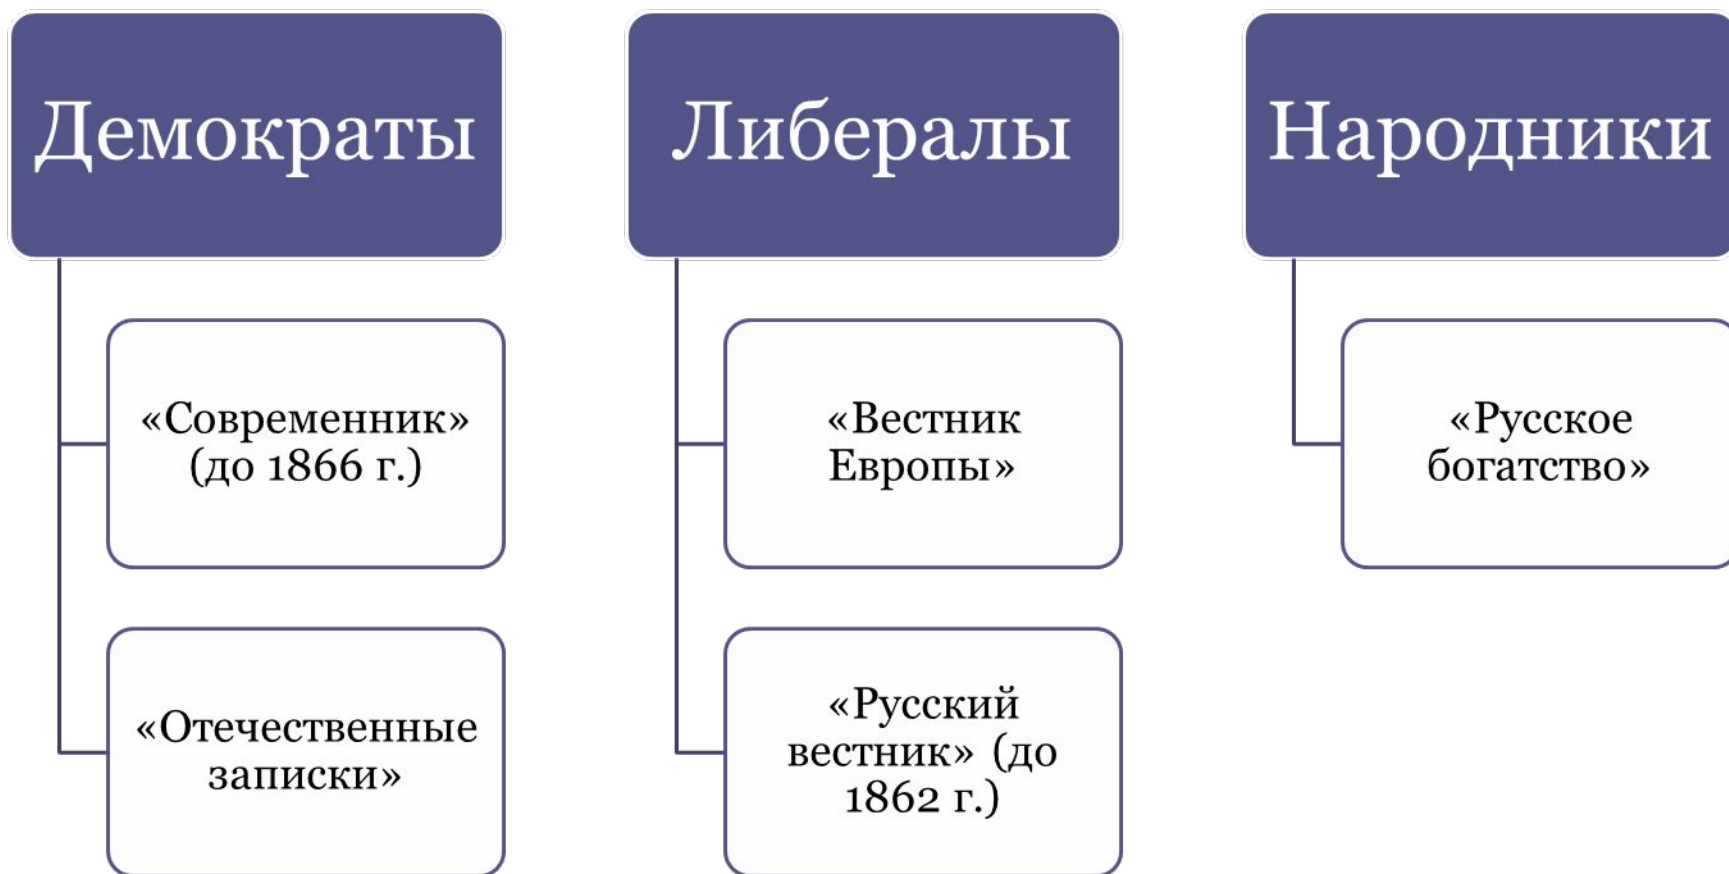 Демократы
«Современник»
(до 1866 г.)
«Отечественные
записки»
Либералы
«Вестник
Европы»
«Русский
вестник» (до
1862 г.)
Народники
«Русское
богатство»